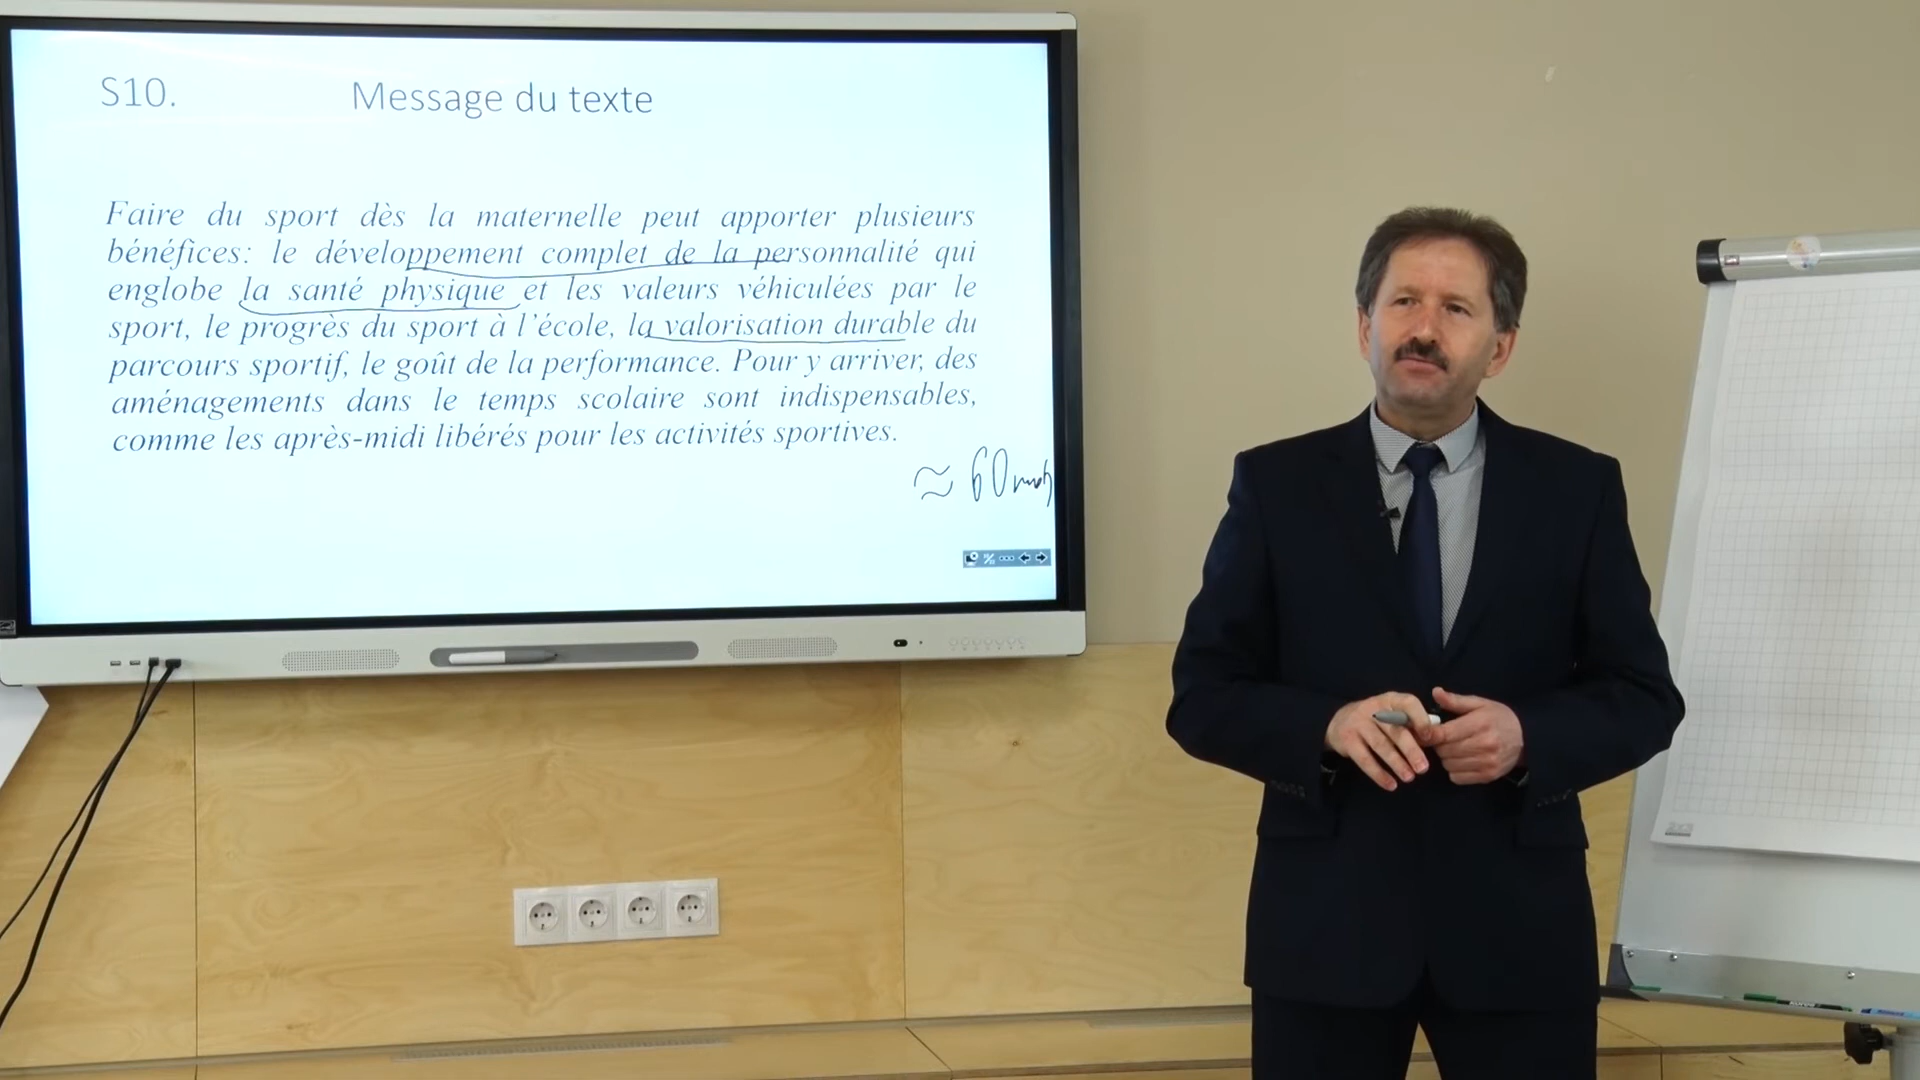 S10. Message du texte
Faire du sport dès la maternelle peut apporter plusieurs
bénéfices: le développement complet de la personnalité qui
englobe la santé physique et les valeurs véhiculées par le
sport, le progrès du sport à l'école, la valorisation durable du
parcours sportif, le goût de la performance. Pour y arriver, des
aménagements dans le temps scolaire sont indispensables,
comme les après-midi libérés pour les activités sportives.
≈ 60